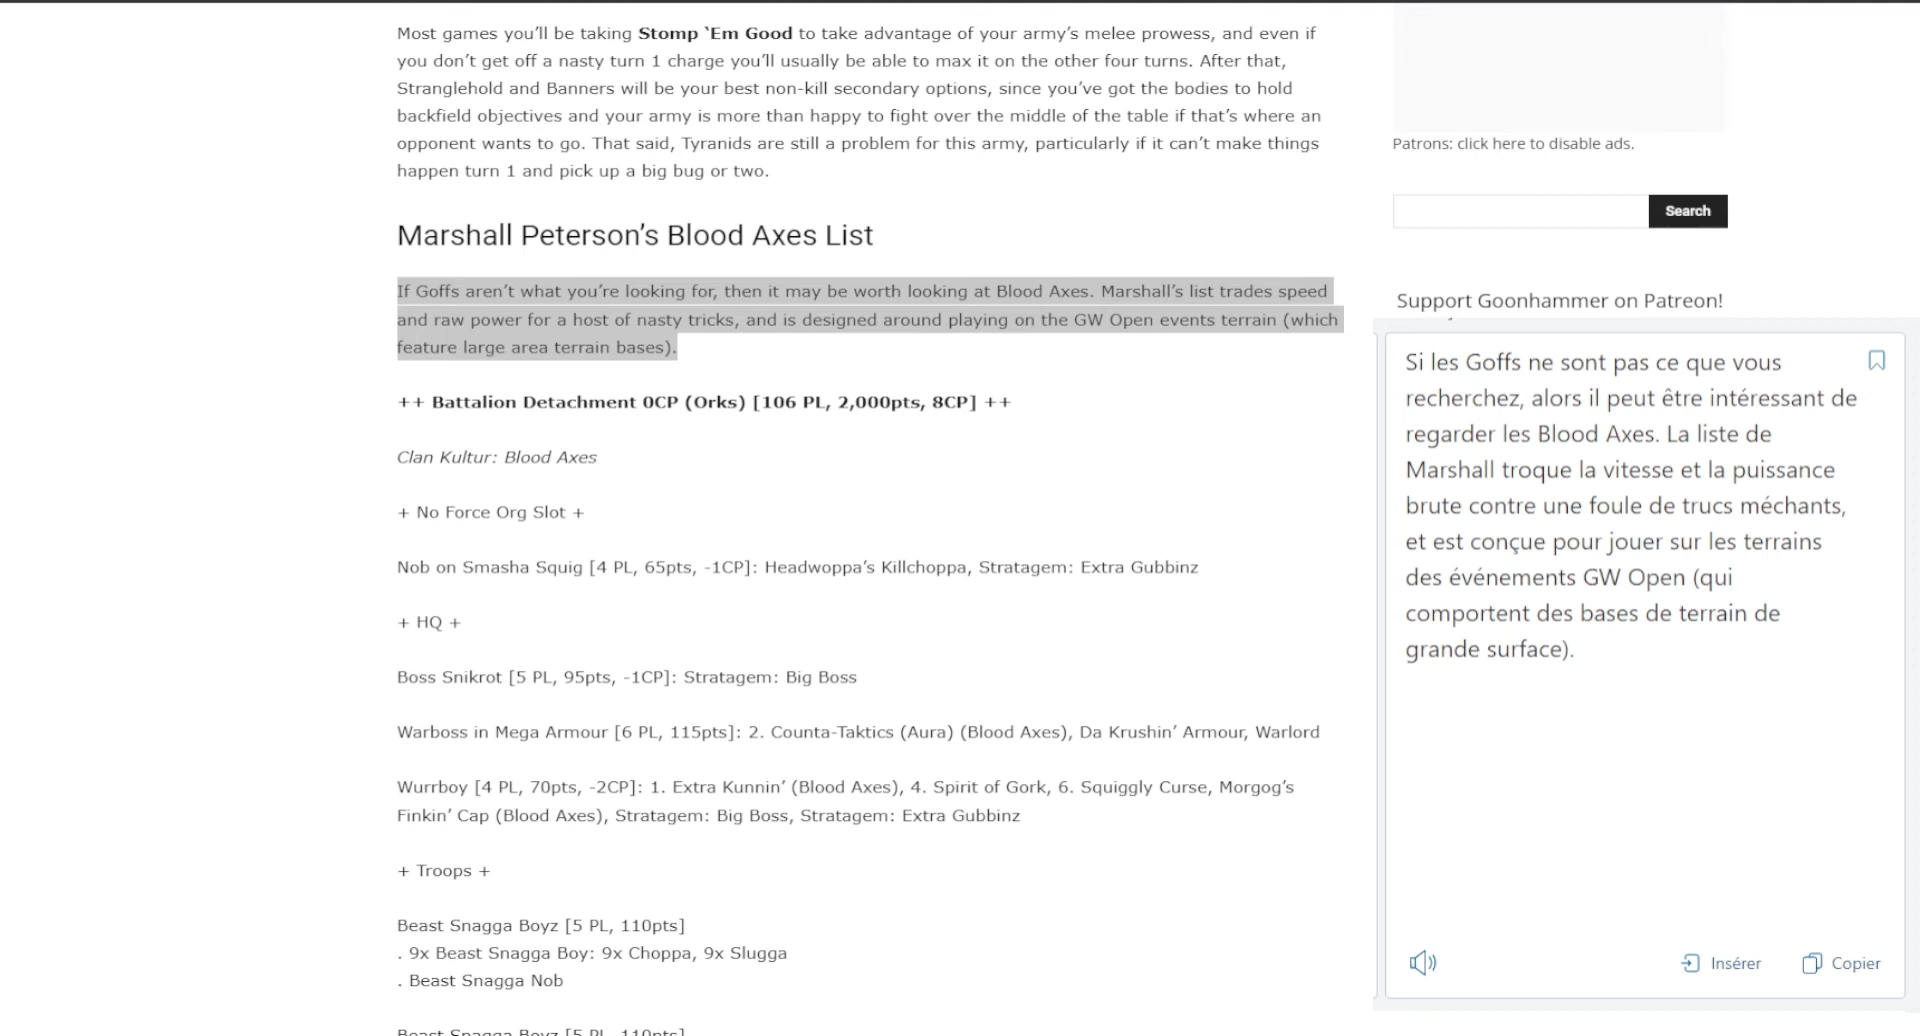 Most games you’ll be taking Stomp ‘Em Good to take advantage of your army’s melee prowess, and even if
you don’t get off a nasty turn 1 charge you’ll usually be able to max it on the other four turns. After that,
Stranglehold and Banners will be your best non-kill secondary options, since you’ve got the bodies to hold
backfield objectives and your army is more than happy to fight over the middle of the table if that’s where an
opponent wants to go. That said, Tyranids are still a problem for this army, particularly if it can’t make things
happen turn 1 and pick up a big bug or two.
Marshall Peterson’s Blood Axes List
If Goffs aren’t what you’re looking for, then it may be worth looking at Blood Axes. Marshall’s list trades speed
and raw power for a host of nasty tricks, and is designed around playing on the GW Open events terrain (which
feature large area terrain bases).
++ Battalion Detachment 0CP (Orks) [106 PL, 2,000pts, 8CP] ++
Clan Kultur: Blood Axes
+ No Force Org Slot +
Nob on Smasha Squig [4 PL, 65pts, -1CP]: Headwoppa’s Killchoppa, Stratagem: Extra Gubbinz
+ HQ +
Boss Snikrot [5 PL, 95pts, -1CP]: Stratagem: Big Boss
Warboss in Mega Armour [6 PL, 115pts]: 2. Counta-Taktics (Aura) (Blood Axes), Da Krushin’ Armour, Warlord
Wurrboy [4 PL, 70pts, -2CP]: 1. Extra Kunnin’ (Blood Axes), 4. Spirit of Gork, 6. Squiggly Curse, Morgog’s
Finkin’ Cap (Blood Axes), Stratagem: Big Boss, Stratagem: Extra Gubbinz
+ Troops +
Beast Snagga Boyz [5 PL, 110pts]
. 9x Beast Snagga Boy: 9x Choppa, 9x Slugga
. Beast Snagga Nob
Beast Snagga Boyz [5 PL, 110pts]
Patrons: click here to disable ads.
Search
Support Goonhammer on Patreon!
Si les Goffs ne sont pas ce que vous
recherchez, alors il peut être intéressant de
regarder les Blood Axes. La liste de
Marshall troque la vitesse et la puissance
brute contre une foule de trucs méchants,
et est conçue pour jouer sur les terrains
des événements GW Open (qui
comportent des bases de terrain de
grande surface).
Insérer
Copier